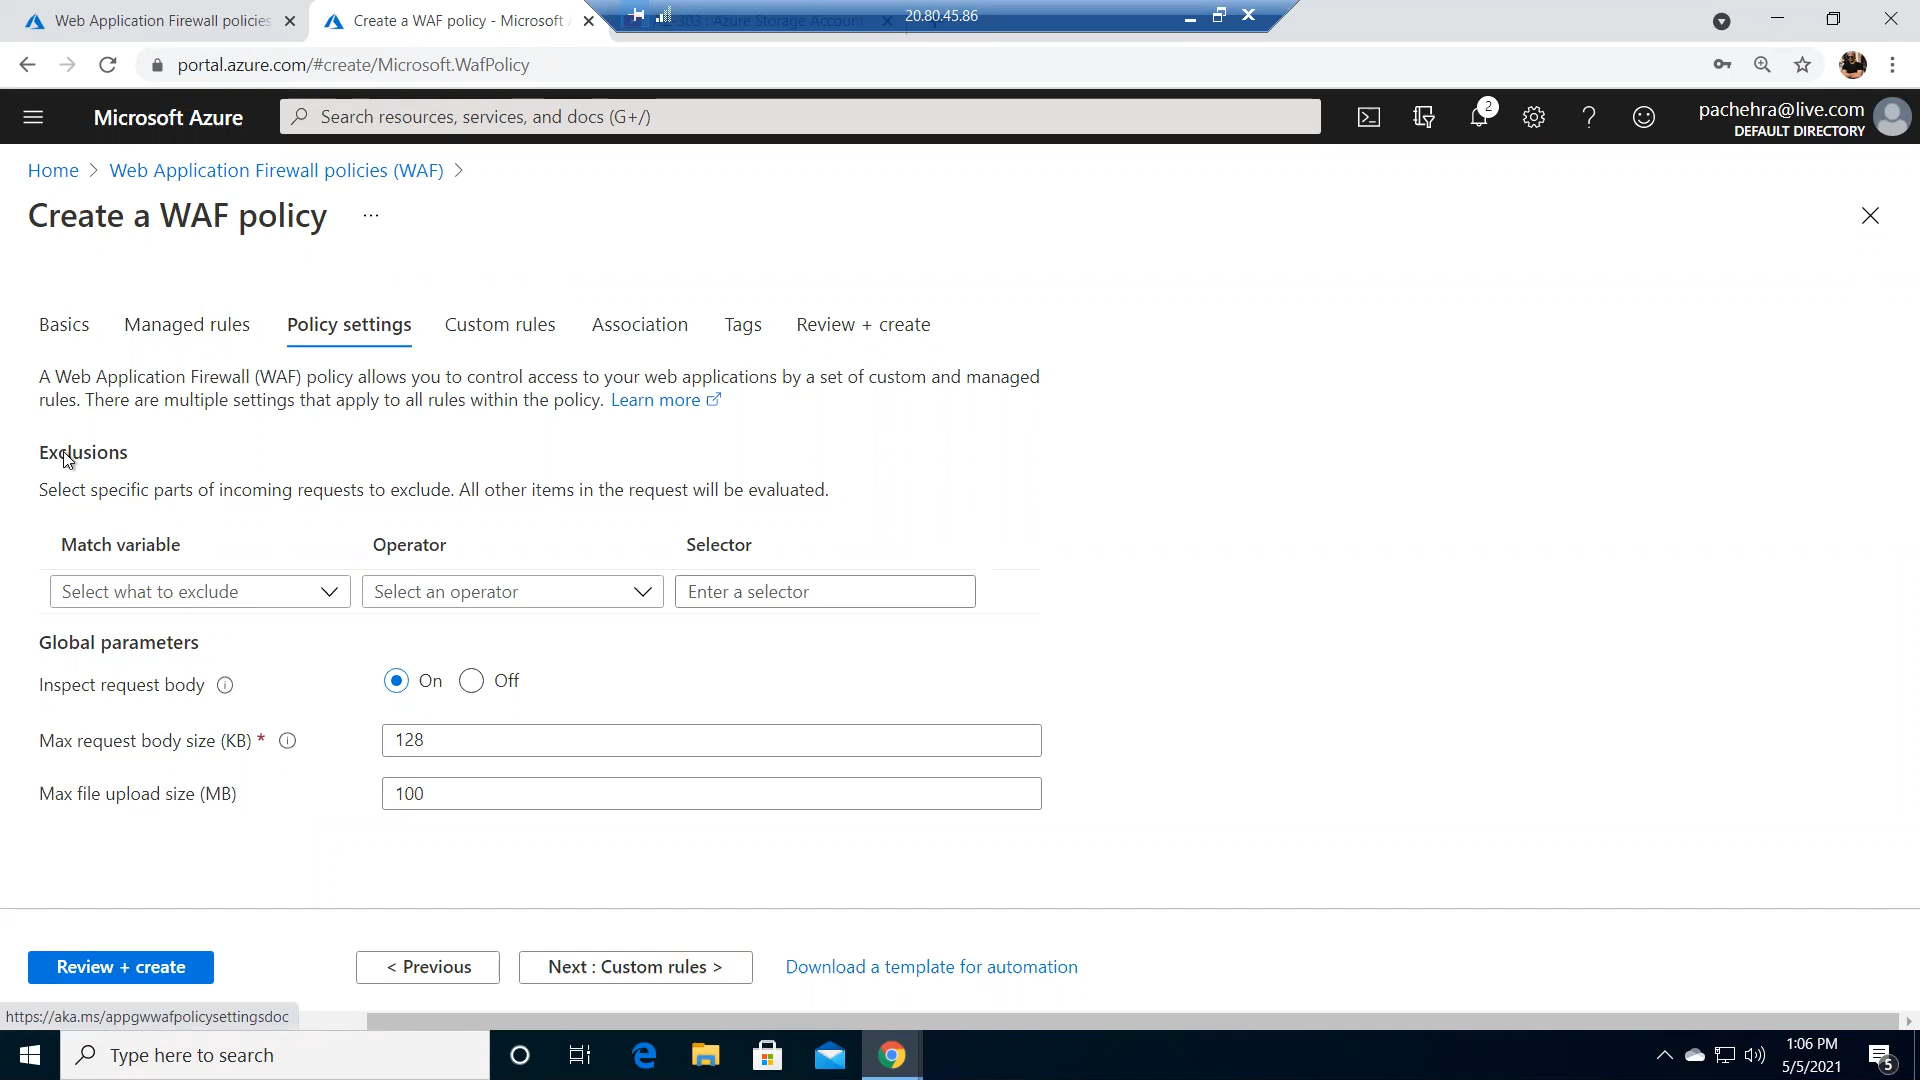 Web Application Firewall policies
Create a WAF policy - Microsoft
-303 : Azure Storage Account
20.80.45.86
portal.azure.com/#create/Microsoft.WafPolicy
Microsoft Azure
Search resources, services, and docs (G+/)
2
pachehra@live.com
DEFAULT DIRECTORY
Home > Web Application Firewall policies (WAF) >
Create a WAF policy ...
Basics Managed rules Policy settings Custom rules Association Tags Review + create
A Web Application Firewall (WAF) policy allows you to control access to your web applications by a set of custom and managed
rules. There are multiple settings that apply to all rules within the policy. Learn more
Exclusions
Select specific parts of incoming requests to exclude. All other items in the request will be evaluated.
Match variable Operator Selector
Select what to exclude Select an operator Enter a selector
Global parameters
Inspect request body On Off
Max request body size (KB) * 128
Max file upload size (MB) 100
Review + create < Previous Next : Custom rules > Download a template for automation
https://aka.ms/appgwwafpolicysettingsdoc
Type here to search
1:06 PM
5/5/2021
5